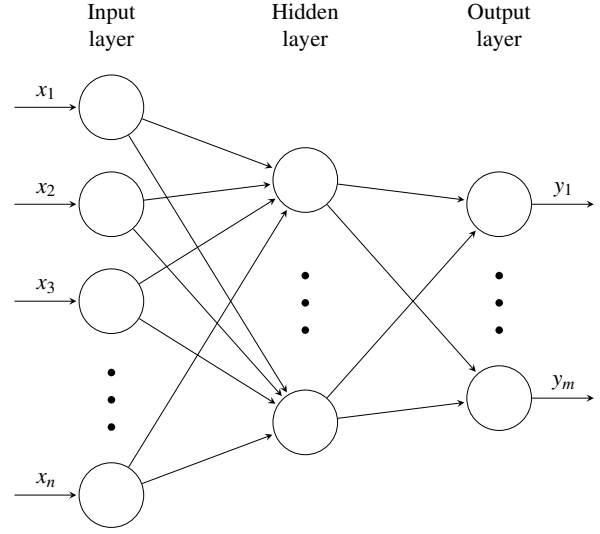 Input
layer
Hidden
layer
Output
layer
x₁
x₂
x₃
xₙ
y₁
yₘ